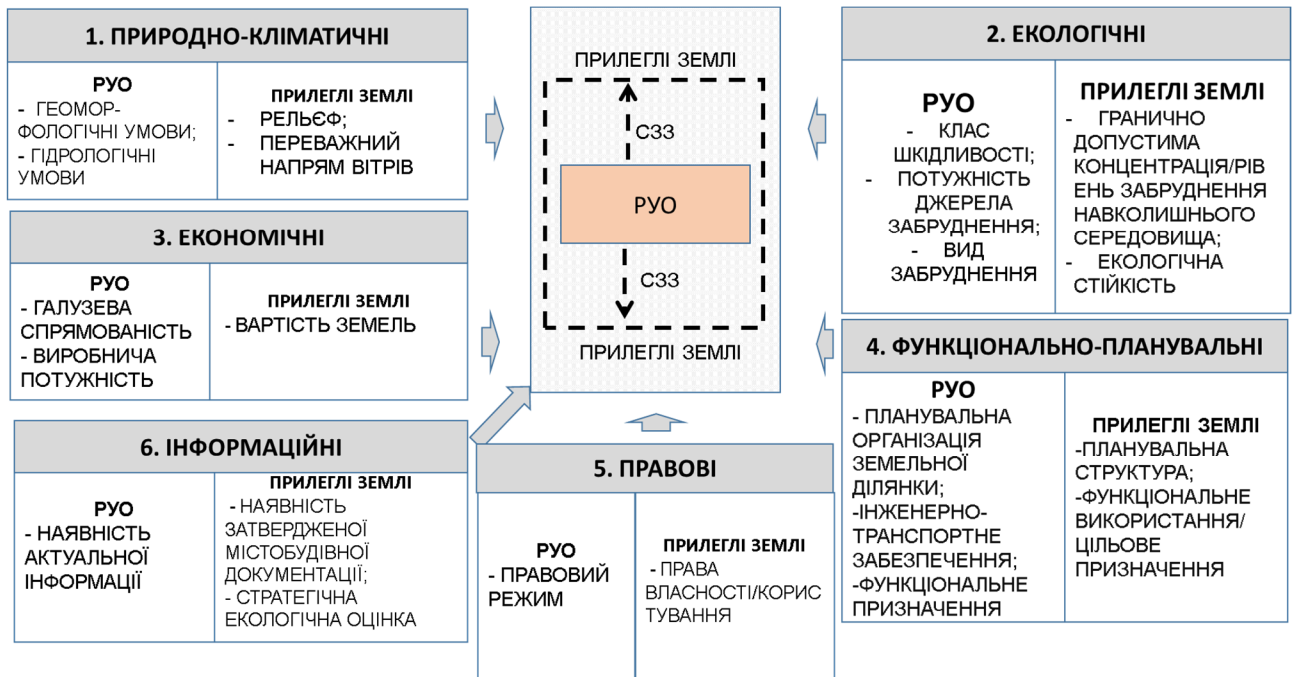 1. ПРИРОДНО-КЛІМАТИЧНІ
РУО
- ГЕОМОР-
ФОЛОГІЧНІ УМОВИ;
- ГІДРОЛОГІЧНІ
УМОВИ
ПРИЛЕГЛІ ЗЕМЛІ
- РЕЛЬЄФ;
- ПЕРЕВАЖНИЙ
НАПРЯМ ВІТРІВ
ПРИЛЕГЛІ ЗЕМЛІ
СЗЗ
РУО
СЗЗ
ПРИЛЕГЛІ ЗЕМЛІ
2. ЕКОЛОГІЧНІ
РУО
- КЛАС
ШКІДЛИВОСТІ;
- ПОТУЖНІСТЬ
ДЖЕРЕЛА
ЗАБРУДНЕННЯ;
- ВИД
ЗАБРУДНЕННЯ
ПРИЛЕГЛІ ЗЕМЛІ
- ГРАНИЧНО
ДОПУСТИМА
КОНЦЕНТРАЦІЯ/РІВ
ЕНЬ ЗАБРУДНЕННЯ
НАВКОЛИШНЬОГО
СЕРЕДОВИЩА;
- ЕКОЛОГІЧНА
СТІЙКІСТЬ
3. ЕКОНОМІЧНІ
РУО
- ГАЛУЗЕВА
СПРЯМОВАНІСТЬ
- ВИРОБНИЧА
ПОТУЖНІСТЬ
ПРИЛЕГЛІ ЗЕМЛІ
- ВАРТІСТЬ ЗЕМЕЛЬ
4. ФУНКЦІОНАЛЬНО-ПЛАНУВАЛЬНІ
РУО
- ПЛАНУВАЛЬНА
ОРГАНІЗАЦІЯ
ЗЕМЕЛЬНОЇ
ДІЛЯНКИ;
-ІНЖЕНЕРНО-
ТРАНСПОРТНЕ
ЗАБЕЗПЕЧЕННЯ;
-ФУНКЦІОНАЛЬНЕ
ПРИЗНАЧЕННЯ
ПРИЛЕГЛІ ЗЕМЛІ
-ПЛАНУВАЛЬНА
СТРУКТУРА;
-ФУНКЦІОНАЛЬНЕ
ВИКОРИСТАННЯ/
ЦІЛЬОВЕ
ПРИЗНАЧЕННЯ
6. ІНФОРМАЦІЙНІ
РУО
- НАЯВНІСТЬ
АКТУАЛЬНОЇ
ІНФОРМАЦІЇ
ПРИЛЕГЛІ ЗЕМЛІ
- НАЯВНІСТЬ
ЗАТВЕРДЖЕНОЇ
МІСТОБУДІВНОЇ
ДОКУМЕНТАЦІЇ;
- СТРАТЕГІЧНА
ЕКОЛОГІЧНА ОЦІНКА
5. ПРАВОВІ
РУО
- ПРАВОВИЙ
РЕЖИМ
ПРИЛЕГЛІ ЗЕМЛІ
- ПРАВА
ВЛАСНОСТІ/КОРИС
ТУВАННЯ